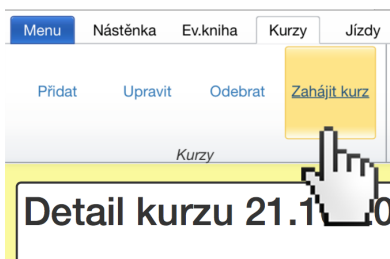 Menu Nástěnka Ev.kniha Kurzy Jízdy
Přidat Upravit Odebrat Zahájit kurz
Kurzy
Detail kurzu 21.1